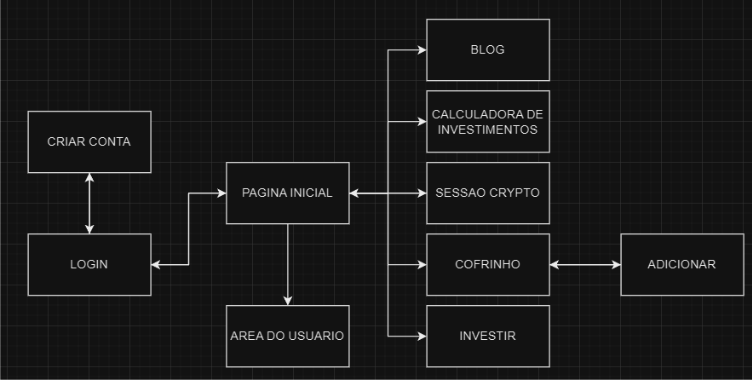 BLOG
CALCULADORA DE
INVESTIMENTOS
CRIAR CONTA
PAGINA INICIAL
SESSAO CRYPTO
LOGIN
COFRINHO
ADICIONAR
AREA DO USUARIO
INVESTIR